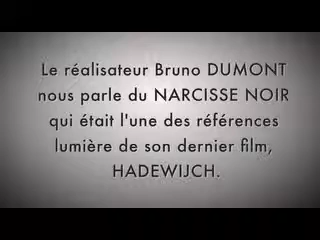 Le réalisateur Bruno DUMONT
nous parle du NARCISSE NOIR
qui était l'une des références
lumière de son dernier film,
HADEWIJCH.